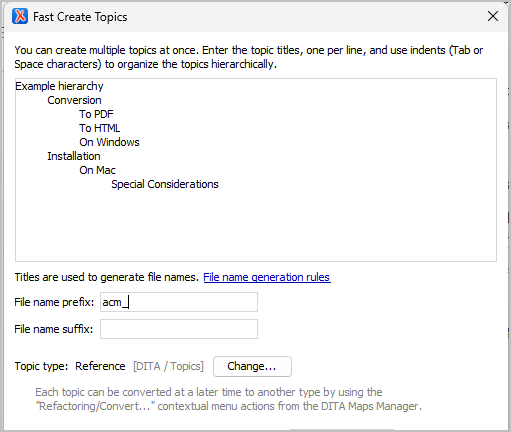 Fast Create Topics
You can create multiple topics at once. Enter the topic titles, one per line, and use indents (Tab or
Space characters) to organize the topics hierarchically.
Example hierarchy
Conversion
To PDF
To HTML
On Windows
Installation
On Mac
Special Considerations
Titles are used to generate file names. File name generation rules
File name prefix: acm_
File name suffix:
Topic type: Reference [DITA / Topics] Change...
Each topic can be converted at a later time to another type by using the
"Refactoring/Convert..." contextual menu actions from the DITA Maps Manager.